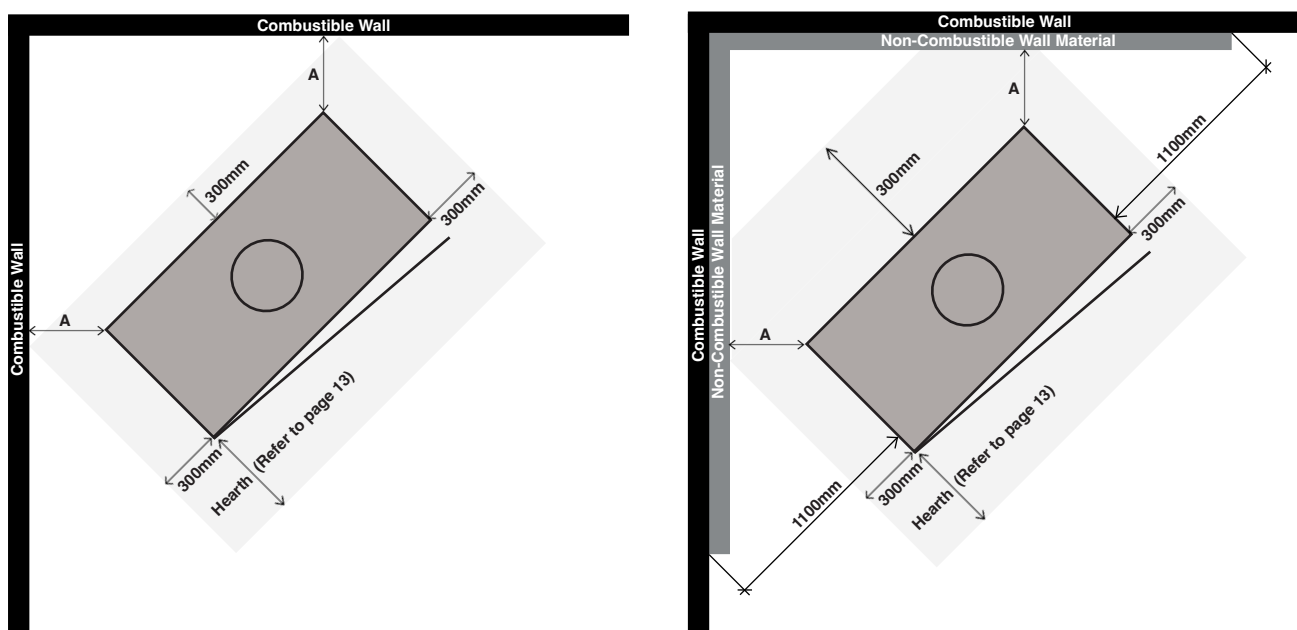 Combustible Wall
A
300mm
300mm
Combustible Wall
A
300mm
Hearth (Refer to page 13)
Combustible Wall
Non-Combustible Wall Material
A
1100mm
300mm
300mm
Combustible Wall
Non-Combustible Wall Material
A
300mm
Hearth (Refer to page 13)
1100mm